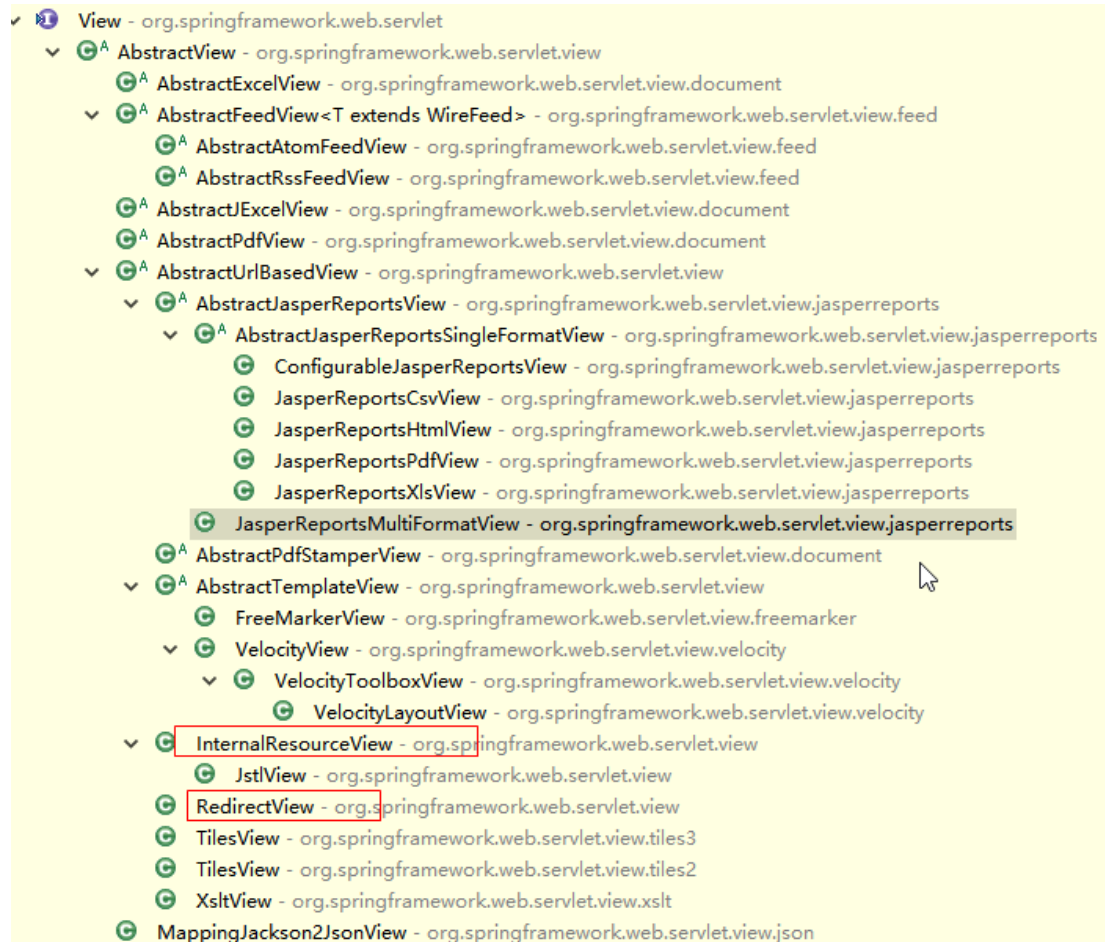 View - org.springframework.web.servlet
AbstractView - org.springframework.web.servlet.view
AbstractExcelView - org.springframework.web.servlet.view.document
AbstractFeedView<T extends WireFeed> - org.springframework.web.servlet.view.feed
AbstractAtomFeedView - org.springframework.web.servlet.view.feed
AbstractRssFeedView - org.springframework.web.servlet.view.feed
AbstractJExcelView - org.springframework.web.servlet.view.document
AbstractPdfView - org.springframework.web.servlet.view.document
AbstractUrlBasedView - org.springframework.web.servlet.view
AbstractJasperReportsView - org.springframework.web.servlet.view.jasperreports
AbstractJasperReportsSingleFormatView - org.springframework.web.servlet.view.jasperreports
ConfigurableJasperReportsView - org.springframework.web.servlet.view.jasperreports
JasperReportsCsvView - org.springframework.web.servlet.view.jasperreports
JasperReportsHtmlView - org.springframework.web.servlet.view.jasperreports
JasperReportsPdfView - org.springframework.web.servlet.view.jasperreports
JasperReportsXlsView - org.springframework.web.servlet.view.jasperreports
JasperReportsMultiFormatView - org.springframework.web.servlet.view.jasperreports
AbstractPdfStamperView - org.springframework.web.servlet.view.document
AbstractTemplateView - org.springframework.web.servlet.view
FreeMarkerView - org.springframework.web.servlet.view.freemarker
VelocityView - org.springframework.web.servlet.view.velocity
VelocityToolboxView - org.springframework.web.servlet.view.velocity
VelocityLayoutView - org.springframework.web.servlet.view.velocity
InternalResourceView - org.springframework.web.servlet.view
JstlView - org.springframework.web.servlet.view
RedirectView - org.springframework.web.servlet.view
TilesView - org.springframework.web.servlet.view.tiles3
TilesView - org.springframework.web.servlet.view.tiles2
XsltView - org.springframework.web.servlet.view.xslt
MappingJackson2JsonView - org.springframework.web.servlet.view.json